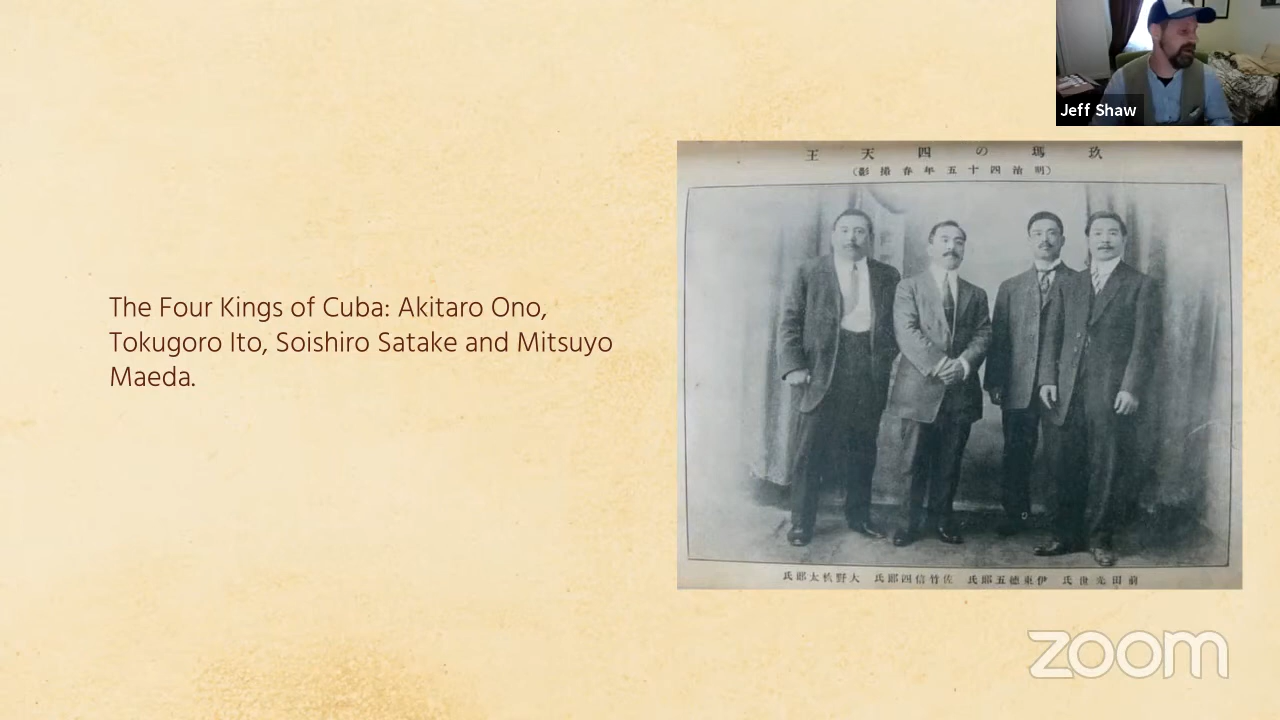 Jeff Shaw
The Four Kings of Cuba: Akitaro Ono,
Tokugoro Ito, Soishiro Satake and Mitsuyo
Maeda.
玖瑪の四天王
(明治四十五年春撮影)
前田光世氏 伊東德五郎氏 佐竹信四郎氏 大野秋太郎氏
zoom